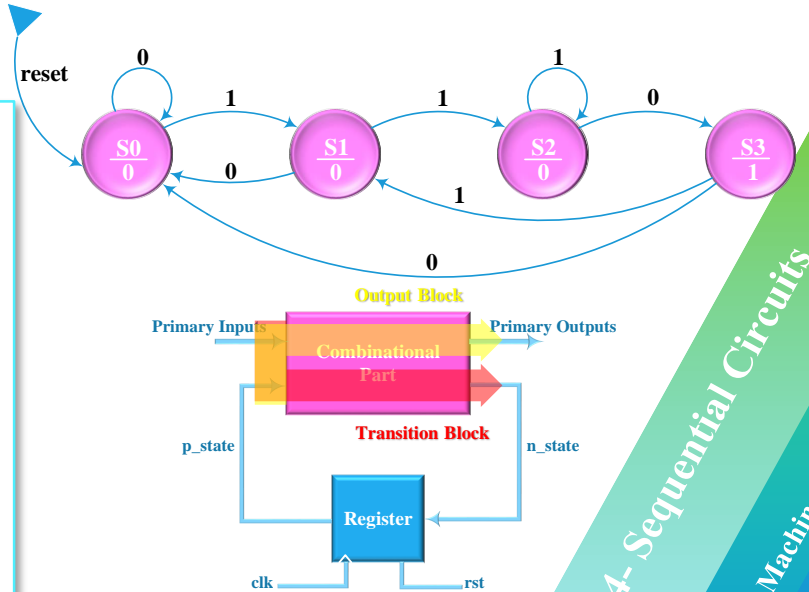 reset
0
1
1
1
0
S0
0
S1
0
S2
0
S3
1
0
1
0
Output Block
Primary Inputs
Primary Outputs
Combinational
Part
Transition Block
p_state
n_state
Register
clk
rst
4- Sequential Circuits
Machin